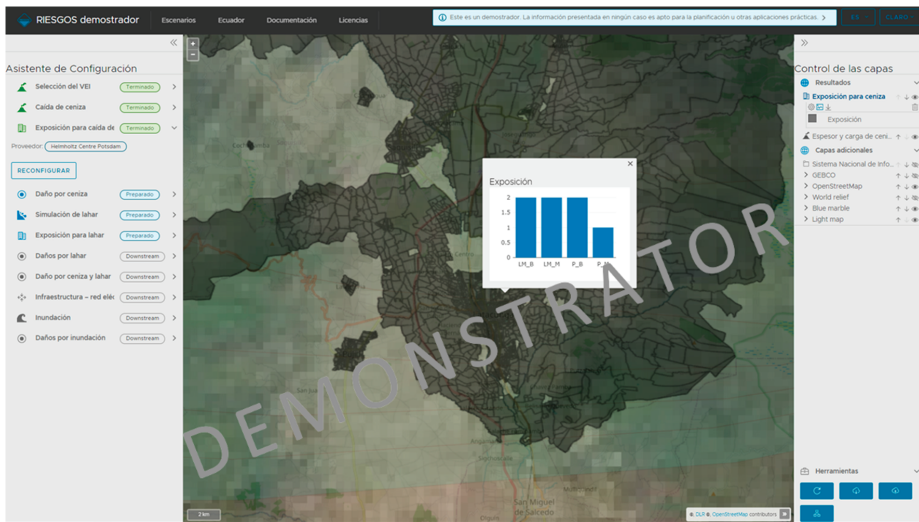 RIESGOS demostrador
Escenarios
Ecuador
Documentación
Licencias
Este es un demostrador. La información presentada en ningún caso es apto para la planificación u otras aplicaciones prácticas.
ES
CLARO
Asistente de Configuración
Selección del VEI
Terminado
Caída de ceniza
Terminado
Exposición para caída de
Terminado
Proveedor: Helmholtz Centre Potsdam
RECONFIGURAR
Daño por ceniza
Preparado
Simulación de lahar
Preparado
Exposición para lahar
Preparado
Daños por lahar
Downstream
Daño por ceniza y lahar
Downstream
Infraestructura – red eléc
Downstream
Inundación
Downstream
Daños por inundación
Downstream
Exposición
2
1.5
1
0.5
0
LM_B
LM_M
P_B
DEMONSTRATOR
San Miguel
de Salcedo
2 km
DLR © OpenStreetMap contributors
Control de las capas
Resultados
Exposición para ceniza
Exposición
Espesor y carga de ceni...
Capas adicionales
Sistema Nacional de Info...
GEBCO
OpenStreetMap
World relief
Blue marble
Light map
Herramientas